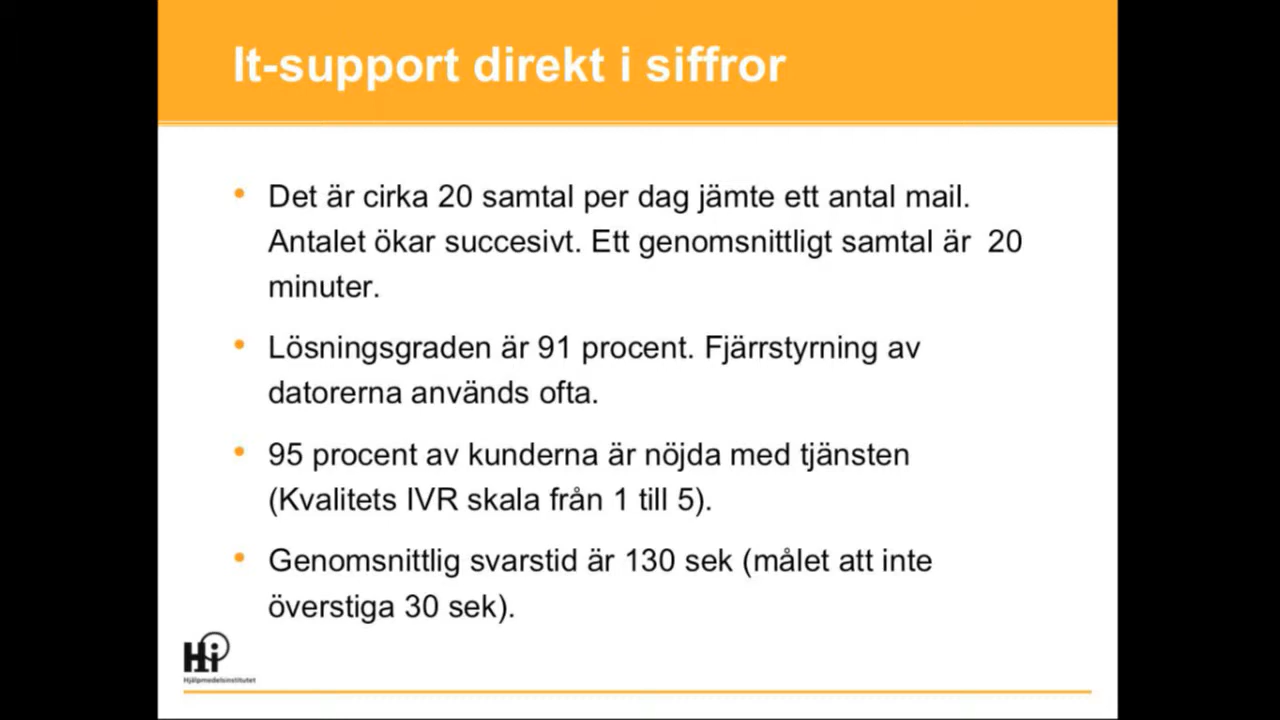 It-support direkt i siffror
• Det är cirka 20 samtal per dag jämte ett antal mail.
Antalet ökar succesivt. Ett genomsnittligt samtal är 20
minuter.
• Lösningsgraden är 91 procent. Fjärrstyrning av
datorerna används ofta.
• 95 procent av kunderna är nöjda med tjänsten
(Kvalitets IVR skala från 1 till 5).
• Genomsnittlig svarstid är 130 sek (målet att inte
överstiga 30 sek).
Hi
Hjälpmedelsinstitutet